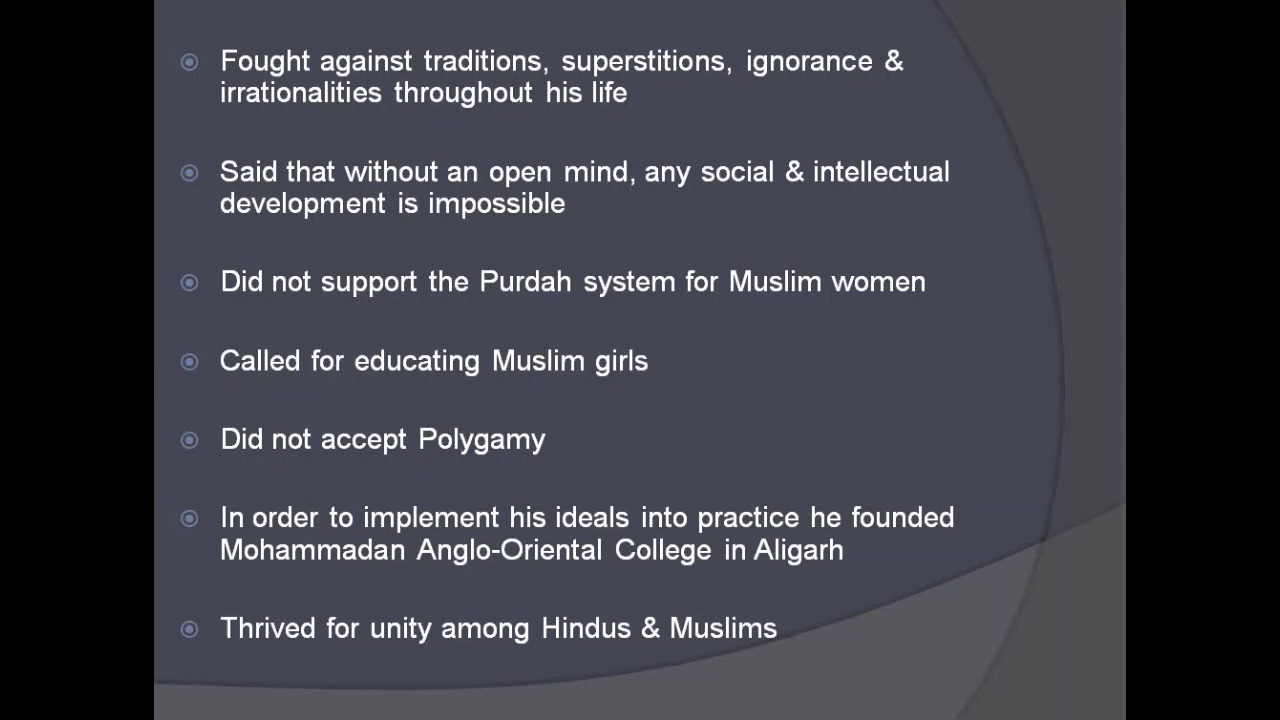 Fought against traditions, superstitions, ignorance &
irrationalities throughout his life
Said that without an open mind, any social & intellectual
development is impossible
Did not support the Purdah system for Muslim women
Called for educating Muslim girls
Did not accept Polygamy
In order to implement his ideals into practice he founded
Mohammadan Anglo-Oriental College in Aligarh
Thrived for unity among Hindus & Muslims